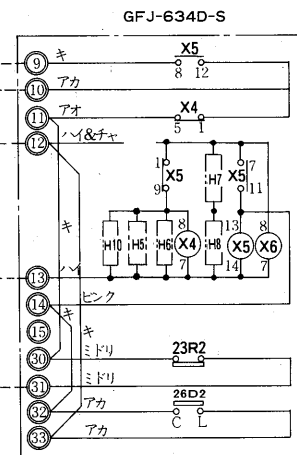 GFJ-634D-S
9 キ X5
8 12
10 アカ
11 アオ X4
5 1
12 ハイ&チャ
1 X5 9
H7
X5 7 11
キ
H10 H5 H6 8 X4 7
H8 13 X5 14
8 X6 7
13 ハイ
14 ピンク
キ
15 キ
30 ミドリ 23R2
31 ミドリ
32 アカ 26D2
C L
33 アカ